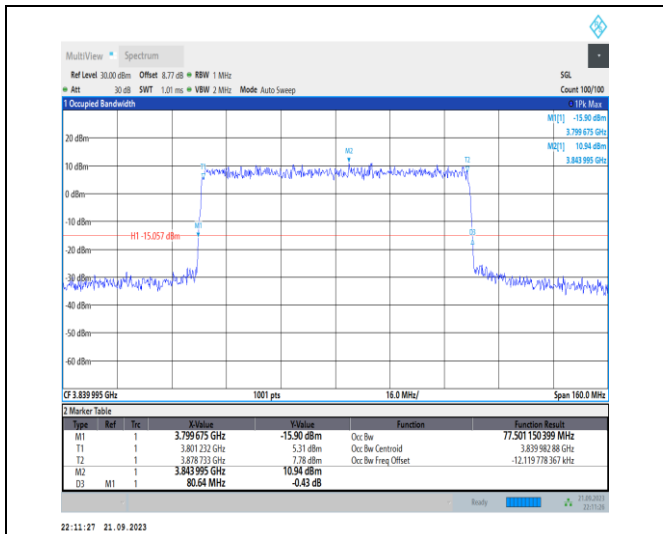 MultiView Spectrum
Ref Level 30.00 dBm Offset 8.77 dB RBW 1 MHz SGL
Att 30 dB SWT 1.01 ms VBW 2 MHz Mode Auto Sweep Count 100/100
1 Occupied Bandwidth 1Pk Max
M1[1] -15.90 dBm
3.799 675 GHz
20 dBm
M2[1] 10.94 dBm
3.843 995 GHz
M2
T1 T2
10 dBm
0 dBm
-10 dBm
M1
H1 -15.057 dBm
D3
-20 dBm
-30 dBm
-40 dBm
-50 dBm
-60 dBm
CF 3.839 995 GHz 1001 pts 16.0 MHz/ Span 160.0 MHz
2 Marker Table
Type Ref Trc X-Value Y-Value Function Function Result
M1 1 3.799 675 GHz -15.90 dBm Occ Bw 77.501 150 399 MHz
T1 1 3.801 232 GHz 5.31 dBm Occ Bw Centroid 3.839 982 88 GHz
T2 1 3.878 733 GHz 7.78 dBm Occ Bw Freq Offset -12.119 778 367 kHz
M2 1 3.843 995 GHz 10.94 dBm
D3 M1 1 80.64 MHz -0.43 dB
Ready 21.09.2023
22:11:28
22:11:27 21.09.2023